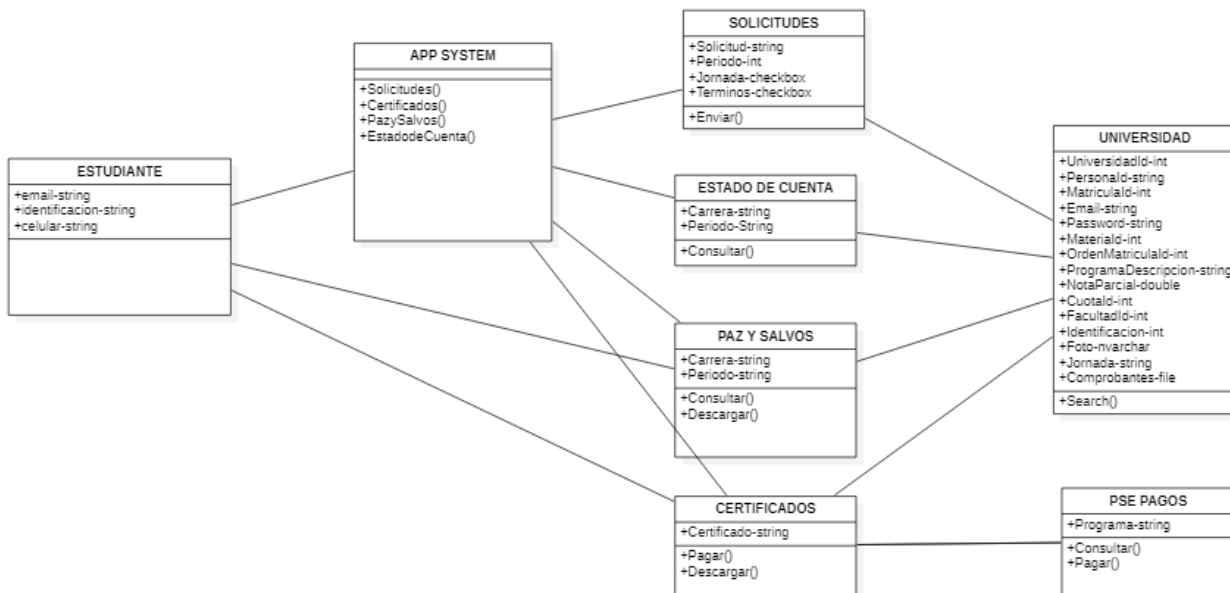 ESTUDIANTE
+email-string
+identificacion-string
+celular-string
APP SYSTEM
+Solicitudes()
+Certificados()
+PazySalvos()
+EstadodeCuenta()
SOLICITUDES
+Solicitud-string
+Periodo-int
+Jornada-checkbox
+Terminos-checkbox
+Enviar()
ESTADO DE CUENTA
+Carrera-string
+Periodo-String
+Consultar()
PAZ Y SALVOS
+Carrera-string
+Periodo-string
+Consultar()
+Descargar()
CERTIFICADOS
+Certificado-string
+Pagar()
+Descargar()
UNIVERSIDAD
+UniversidadId-int
+PersonaId-string
+MatriculaId-int
+Email-string
+Password-string
+MateriaId-int
+OrdenMatriculaId-int
+ProgramaDescripcion-string
+NotaParcial-double
+CuotaId-int
+FacultadId-int
+Identificacion-int
+Foto-nvarchar
+Jornada-string
+Comprobantes-file
+Search()
PSE PAGOS
+Programa-string
+Consultar()
+Pagar()